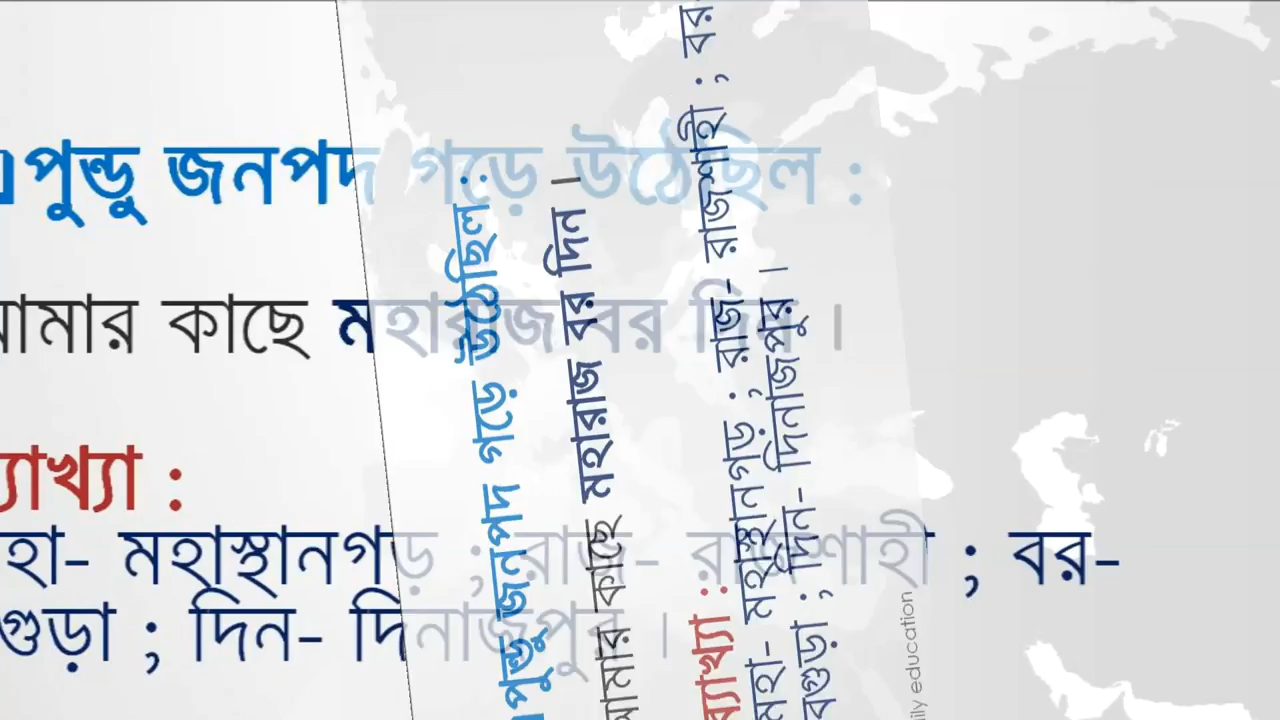 পুন্ড্রু জনপদ গড়ে উঠেছিল :
আমার কাছে মহারাজ বর দিন ।
ব্যাখ্যা :
মহা- মহাস্থানগড় ; রাজ- রাজশাহী ; বর-
বগুড়া ; দিন- দিনাজপুর ।
পুন্ড্রু জনপদ গড়ে উঠেছিল :
আমার কাছে মহারাজ বর দিন ।
ব্যাখ্যা :
মহা- মহাস্থানগড় ; রাজ- রাজশাহী ; বর-
বগুড়া ; দিন- দিনাজপুর ।
education